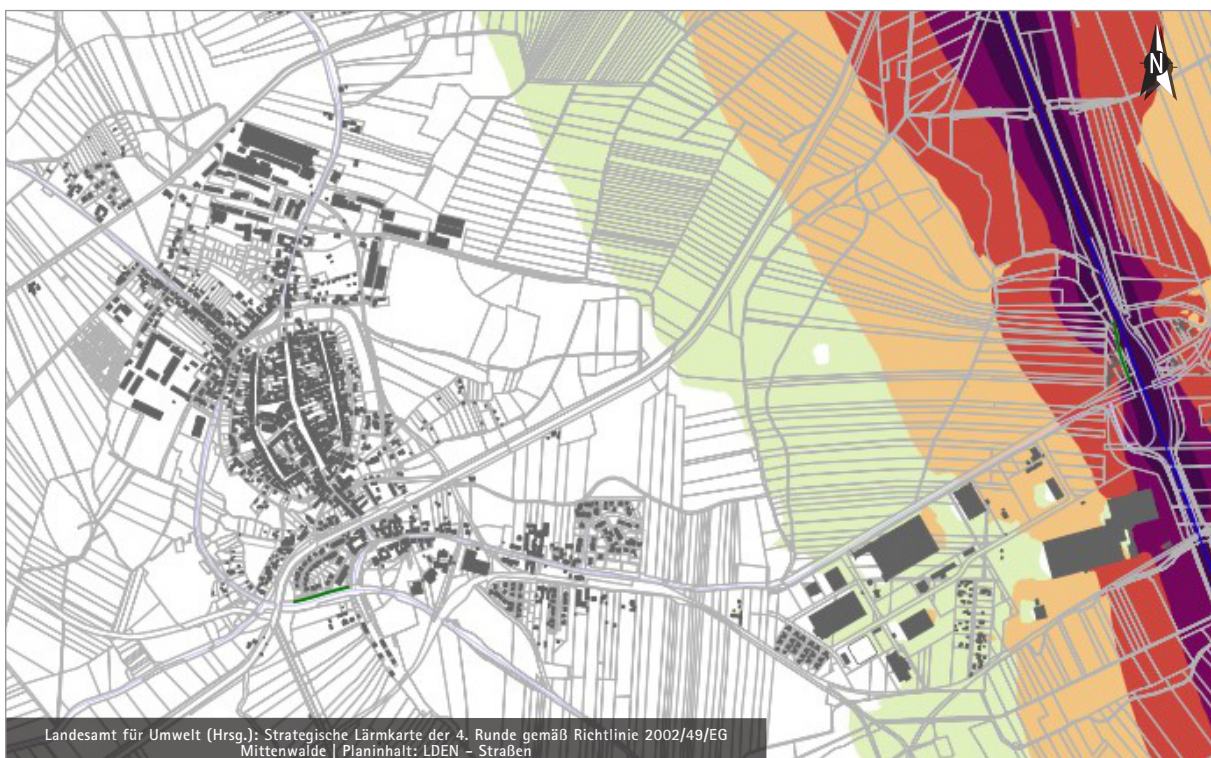 N
Landesamt für Umwelt (Hrsg.): Strategische Lärmkarte der 4. Runde gemäß Richtlinie 2002/49/EG
Mittenwalde | Planinhalt: LDEN - Straßen